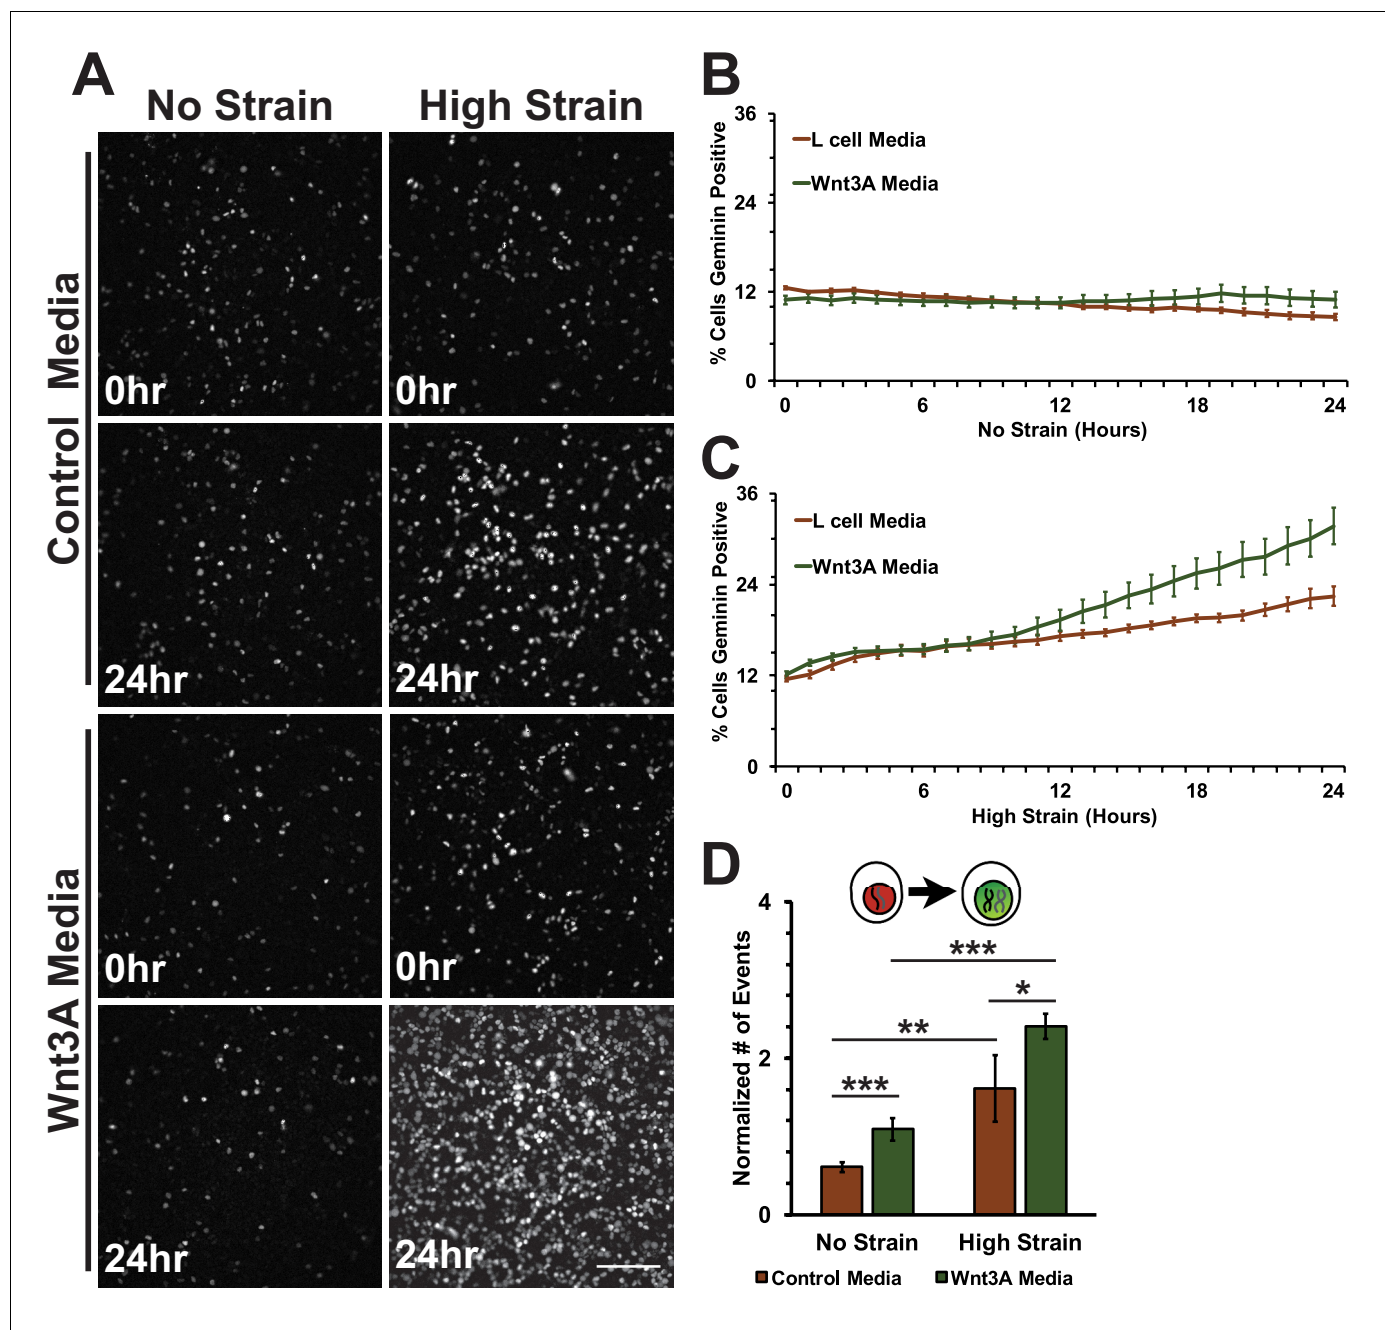 A
No Strain
High Strain
Control Media
0hr
0hr
24hr
24hr
Wnt3A Media
0hr
0hr
24hr
24hr
B
% Cells Geminin Positive
36
24
12
0
L cell Media
Wnt3A Media
0 6 12 18 24
No Strain (Hours)
C
% Cells Geminin Positive
36
24
12
0
L cell Media
Wnt3A Media
0 6 12 18 24
High Strain (Hours)
D
Normalized # of Events
4
2
0
***
*
**
***
No Strain High Strain
Control Media Wnt3A Media